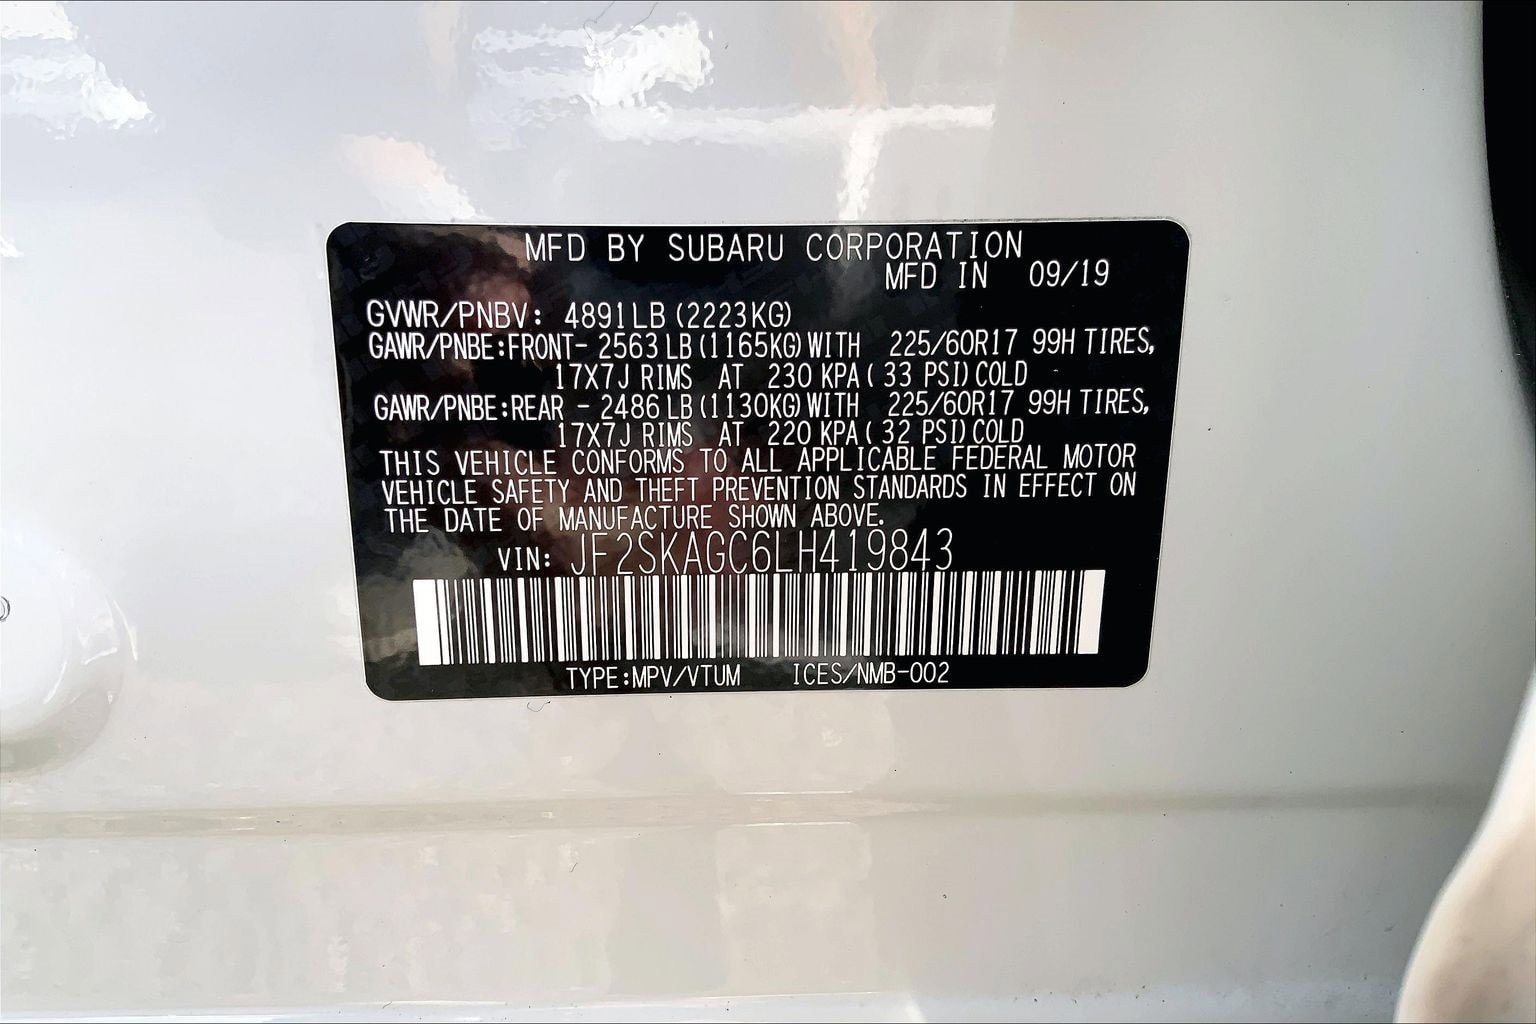 MFD BY SUBARU CORPORATION
MFD IN 09/19
GVWR/PNBV: 4891LB (2223KG)
GAWR/PNBE:FRONT- 2563LB (1165KG) WITH 225/60R17 99H TIRES,
17X7J RIMS AT 230 KPA( 33 PSI) COLD
GAWR/PNBE:REAR - 2486LB (1130KG) WITH 225/60R17 99H TIRES,
17X7J RIMS AT 220 KPA( 32 PSI) COLD
THIS VEHICLE CONFORMS TO ALL APPLICABLE FEDERAL MOTOR
VEHICLE SAFETY AND THEFT PREVENTION STANDARDS IN EFFECT ON
THE DATE OF MANUFACTURE SHOWN ABOVE.
VIN: JF2SKAGC6LH419843
TYPE:MPV/VTUM ICES/NMB-002